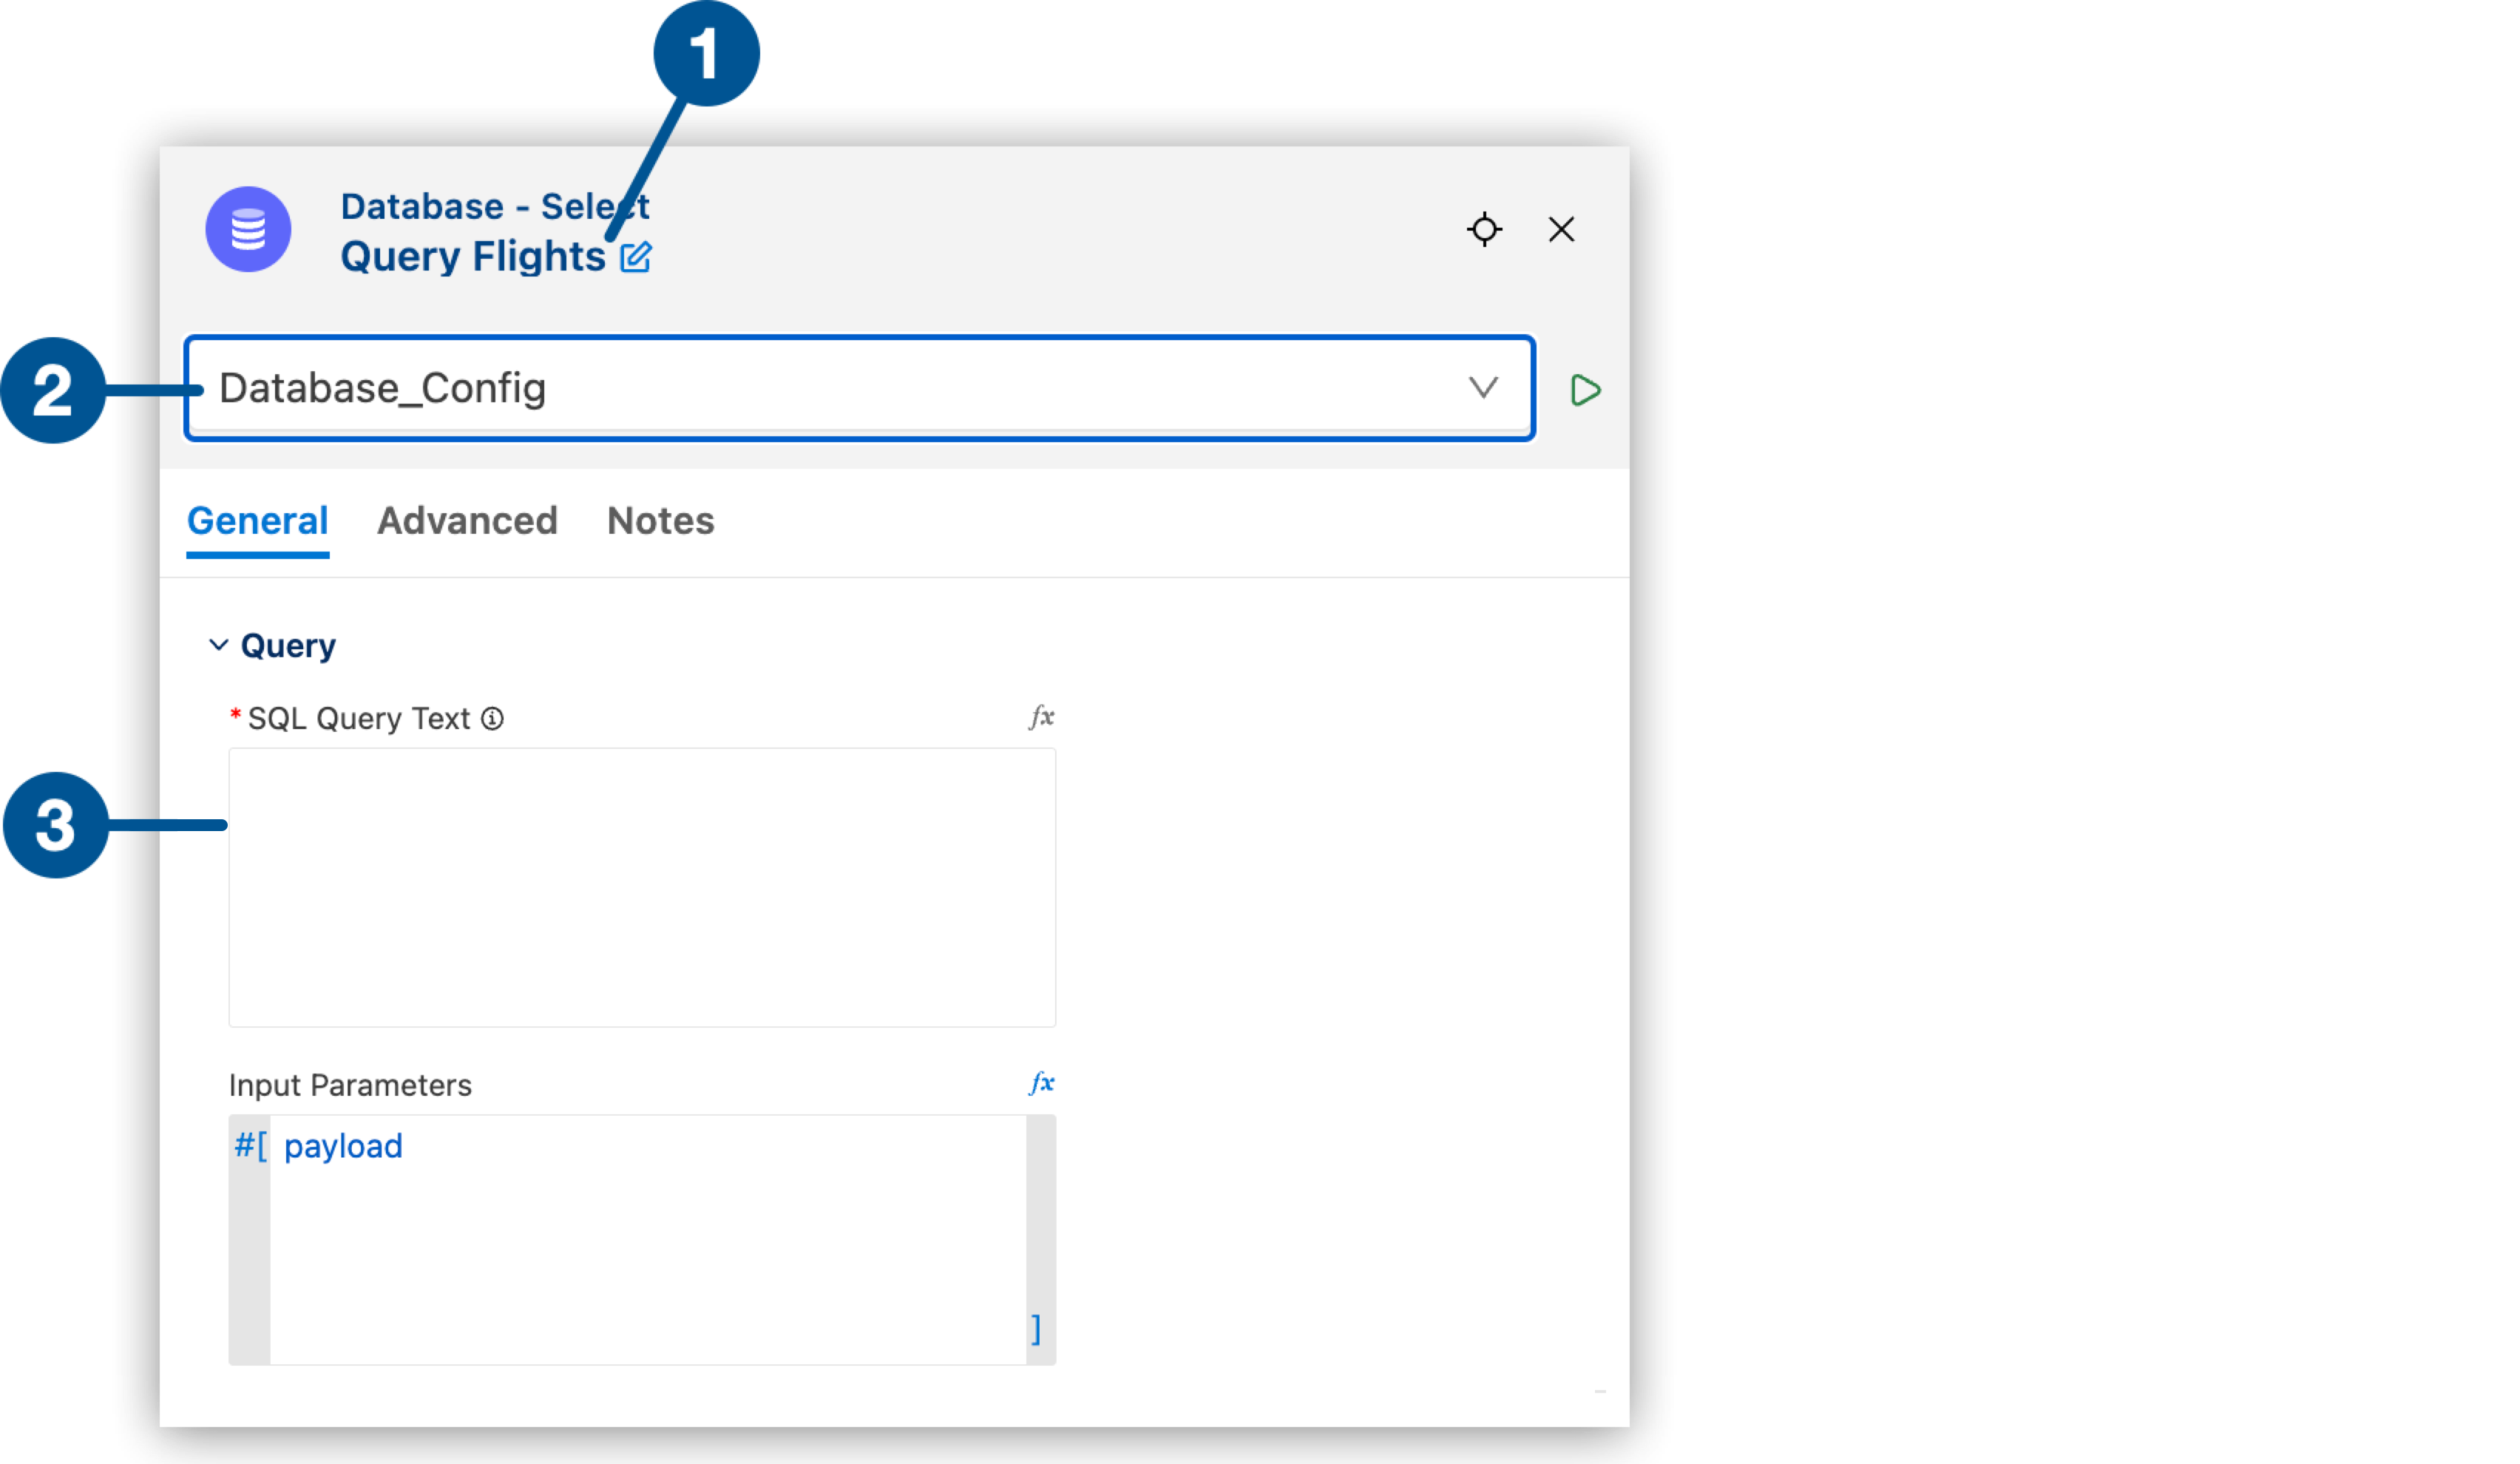 1
Database - Select
Query Flights
2
Database_Config
General Advanced Notes
Query
* SQL Query Text
fx
3
Input Parameters
fx
#[ payload
]